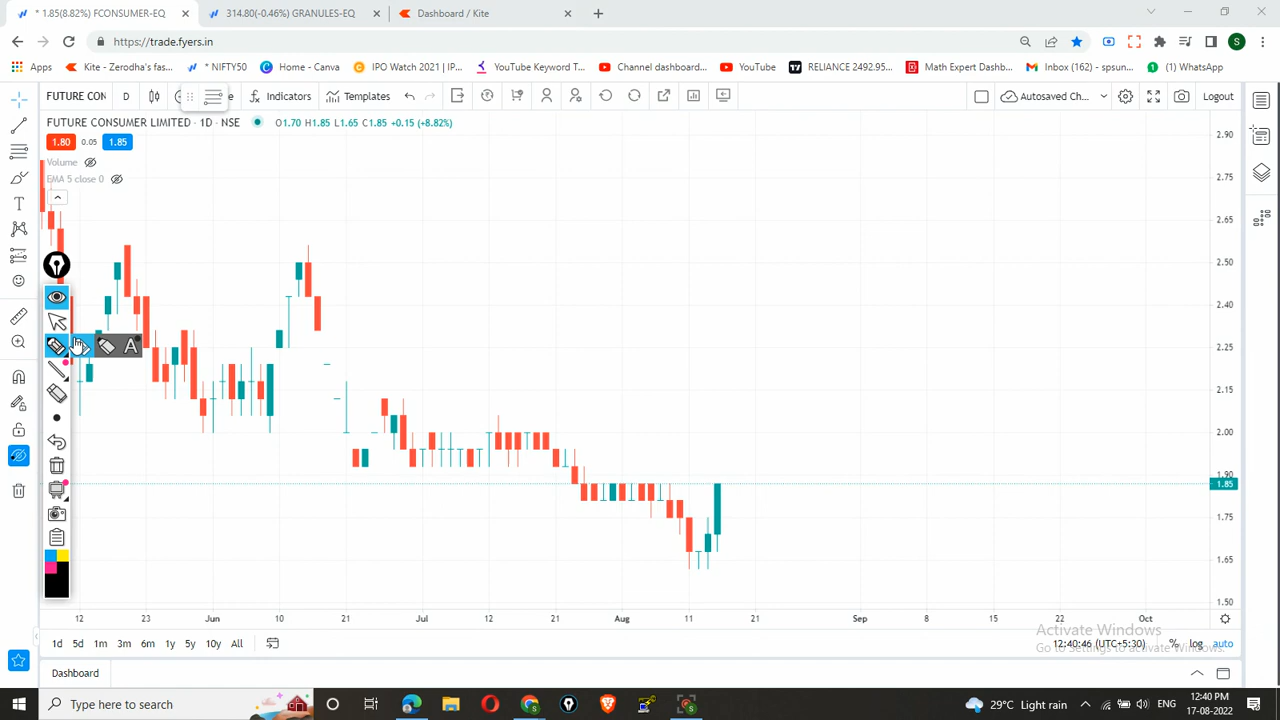 * 1.85(8.82%) FCONSUMER-EQ
314.80(-0.46%) GRANULES-EQ
Dashboard / Kite
https://trade.fyers.in
S
Apps
Kite - Zerodha's fas...
* NIFTY50
Home - Canva
IPO Watch 2021 | IP...
YouTube Keyword T...
Channel dashboard...
YouTube
RELIANCE 2492.95...
Math Expert Dashb...
Inbox (162) - spsun...
(1) WhatsApp
FUTURE CON
D
Indicators
Templates
Autosaved Ch...
Logout
FUTURE CONSUMER LIMITED · 1D · NSE
O1.70 H1.85 L1.65 C1.85 +0.15 (+8.82%)
1.80
0.05
1.85
Volume
EMA 5 close 0
A
2.90
2.75
2.65
2.50
2.40
2.25
2.15
2.00
1.90
1.85
1.75
1.65
1.50
12
23
Jun
10
21
Jul
12
21
Aug
11
21
Sep
8
15
22
Oct
1d
5d
1m
3m
6m
1y
5y
10y
All
12:40:46 (UTC+5:30)
%
log
auto
Activate Windows
Go to Settings to activate Windows.
Dashboard
Type here to search
29°C Light rain
ENG
12:40 PM
17-08-2022